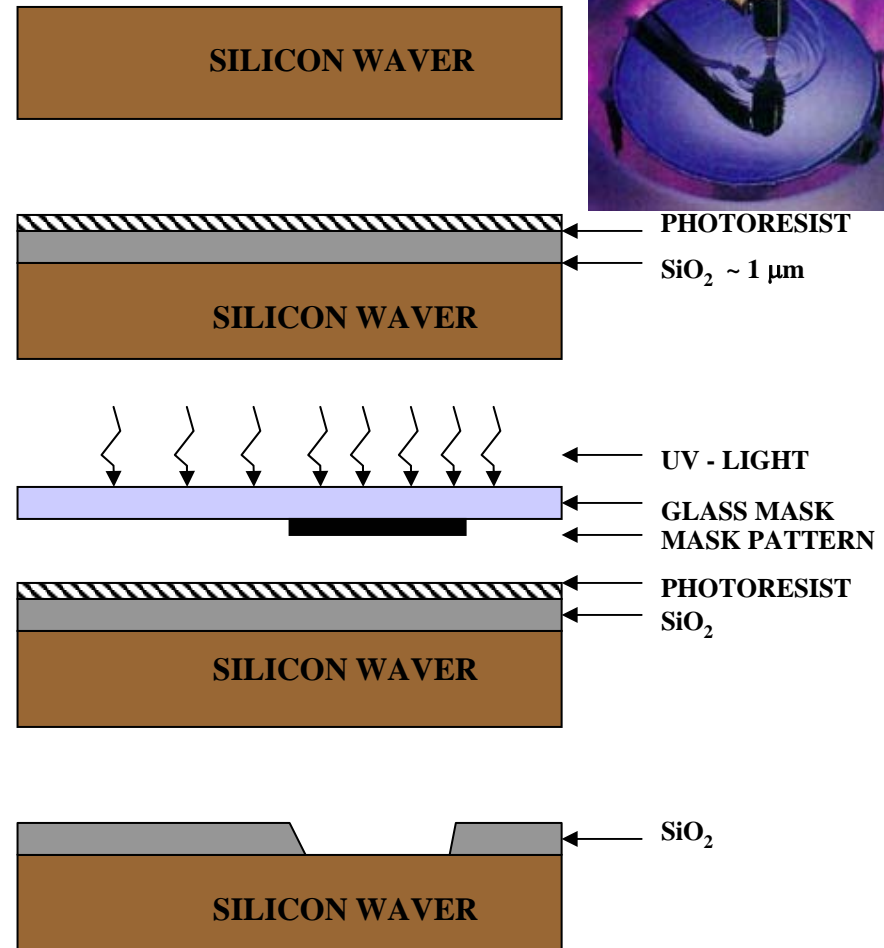 SILICON WAVER
PHOTORESIST
SiO₂ ~ 1 μm
SILICON WAVER
UV - LIGHT
GLASS MASK
MASK PATTERN
PHOTORESIST
SiO₂
SILICON WAVER
SiO₂
SILICON WAVER